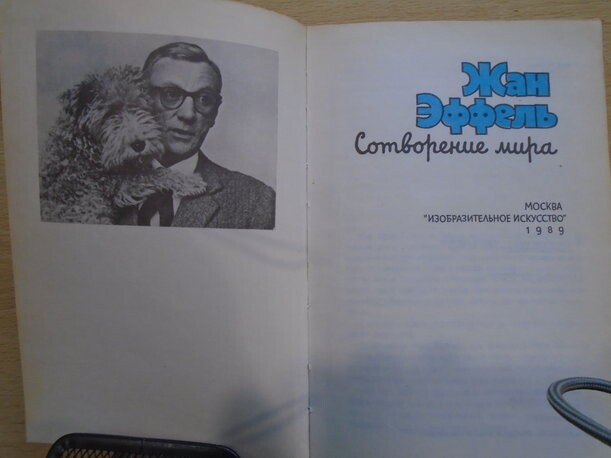 Жан
Эффель
Сотворение мира
МОСКВА
"ИЗОБРАЗИТЕЛЬНОЕ ИСКУССТВО"
1989